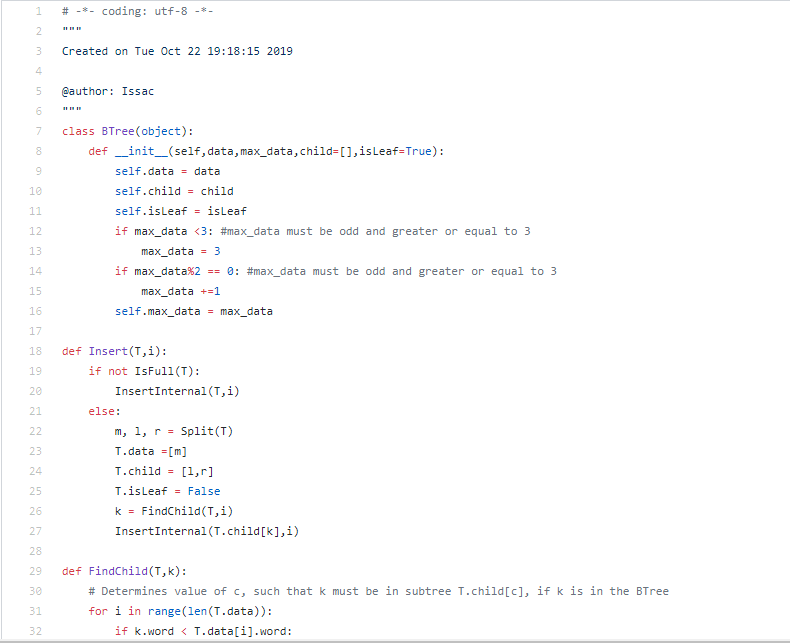 1 # -*- coding: utf-8 -*-
2 """
3 Created on Tue Oct 22 19:18:15 2019
4
5 @author: Issac
6 """
7 class BTree(object):
8     def __init__(self,data,max_data,child=[],isLeaf=True):
9         self.data = data
10         self.child = child
11         self.isLeaf = isLeaf
12         if max_data <3: #max_data must be odd and greater or equal to 3
13             max_data = 3
14         if max_data%2 == 0: #max_data must be odd and greater or equal to 3
15             max_data +=1
16         self.max_data = max_data
17
18 def Insert(T,i):
19     if not IsFull(T):
20         InsertInternal(T,i)
21     else:
22         m, l, r = Split(T)
23         T.data =[m]
24         T.child = [l,r]
25         T.isLeaf = False
26         k = FindChild(T,i)
27         InsertInternal(T.child[k],i)
28
29 def FindChild(T,k):
30     # Determines value of c, such that k must be in subtree T.child[c], if k is in the BTree
31     for i in range(len(T.data)):
32         if k.word < T.data[i].word: